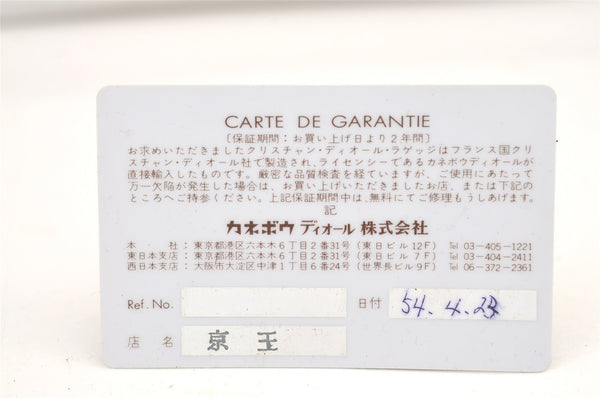 CARTE DE GARANTIE
〔保証期間：お買い上げ日より2年間〕
お求めいただきましたクリスチャン・ディオール・ラゲッジはフランス国クリ
スチャン・ディオール社で製造され、ライセンシーであるカネボウディオールが
直接輸入したものです。厳密な品質検査を経ていますが、ご使用にあたって
万一欠陥が発生した場合は、お買い上げいただきましたお店、または下記の
ところへご持参ください。上記保証期間中は、無料にてご修理もうしあげます。
記
カネボウ ディオール 株式会社
本社：東京都港区六本木6丁目2番31号（東日ビル12F） Tel 03-405-1221
東日本支店：東京都港区六本木6丁目2番31号（東日ビル7F） Tel 03-404-2411
西日本支店：大阪市大淀区中津1丁目6番24号（世界長ビル9F） Tel 06-372-2361
Ref. No. 日付 54.4.23
店名 京王